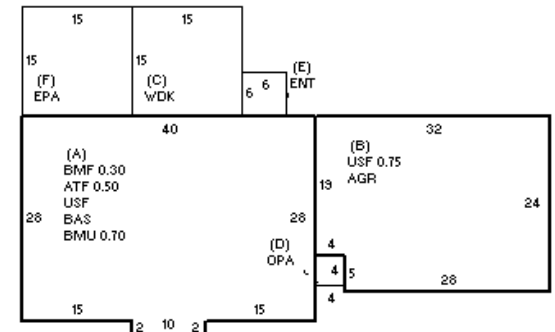 15
15
15
15
(F)
EPA
(C)
WDK
6
6
(E)
ENT
40
32
(A)
BMF 0.30
ATF 0.50
USF
BAS
BMU 0.70
(B)
USF 0.75
AGR
19
28
28
24
(D)
OPA
4
4
5
4
28
15
15
2
10
2